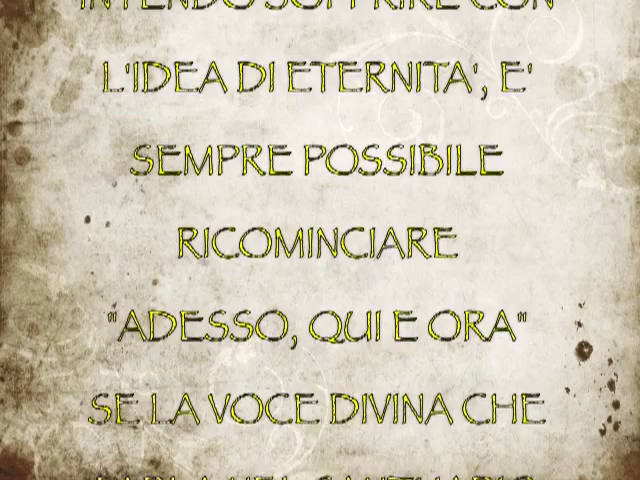 INTENDO SOFFRIRE CON
L'IDEA DI ETERNITA', E'
SEMPRE POSSIBILE
RICOMINCIARE
"ADESSO, QUI E ORA"
SE LA VOCE DIVINA CHE